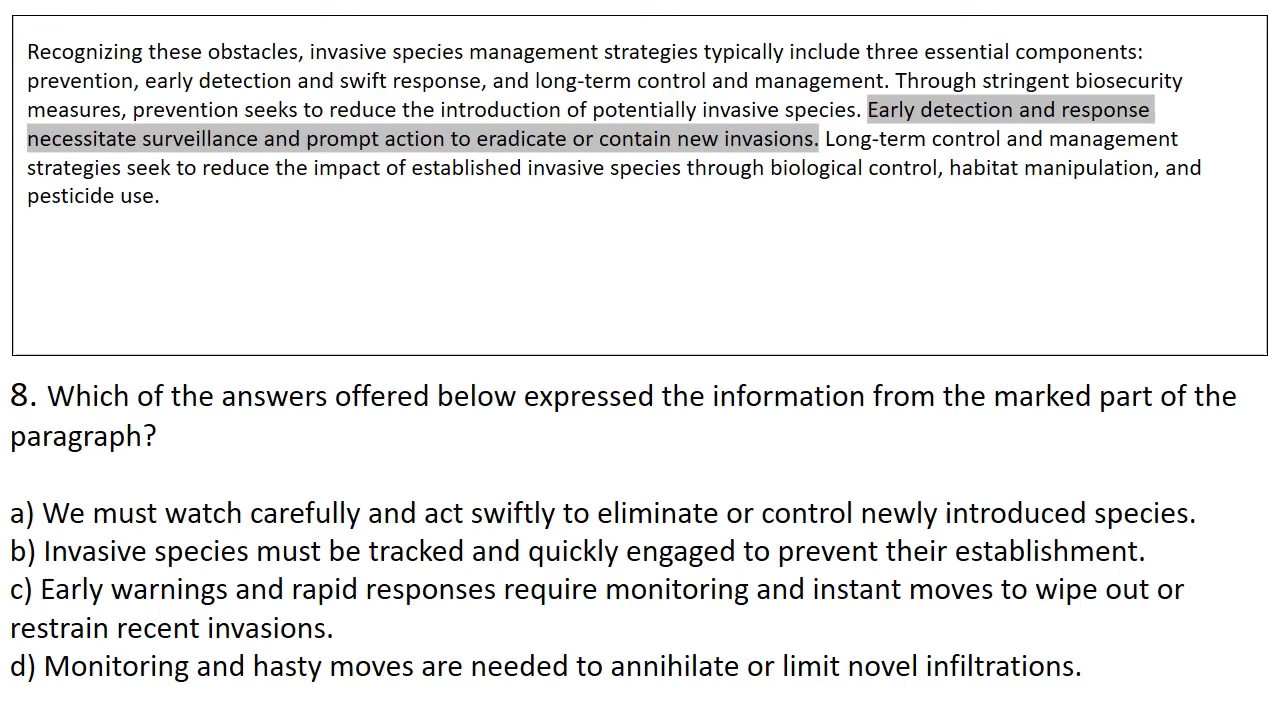 Recognizing these obstacles, invasive species management strategies typically include three essential components:
prevention, early detection and swift response, and long-term control and management. Through stringent biosecurity
measures, prevention seeks to reduce the introduction of potentially invasive species. Early detection and response
necessitate surveillance and prompt action to eradicate or contain new invasions. Long-term control and management
strategies seek to reduce the impact of established invasive species through biological control, habitat manipulation, and
pesticide use.
8. Which of the answers offered below expressed the information from the marked part of the
paragraph?
a) We must watch carefully and act swiftly to eliminate or control newly introduced species.
b) Invasive species must be tracked and quickly engaged to prevent their establishment.
c) Early warnings and rapid responses require monitoring and instant moves to wipe out or
restrain recent invasions.
d) Monitoring and hasty moves are needed to annihilate or limit novel infiltrations.